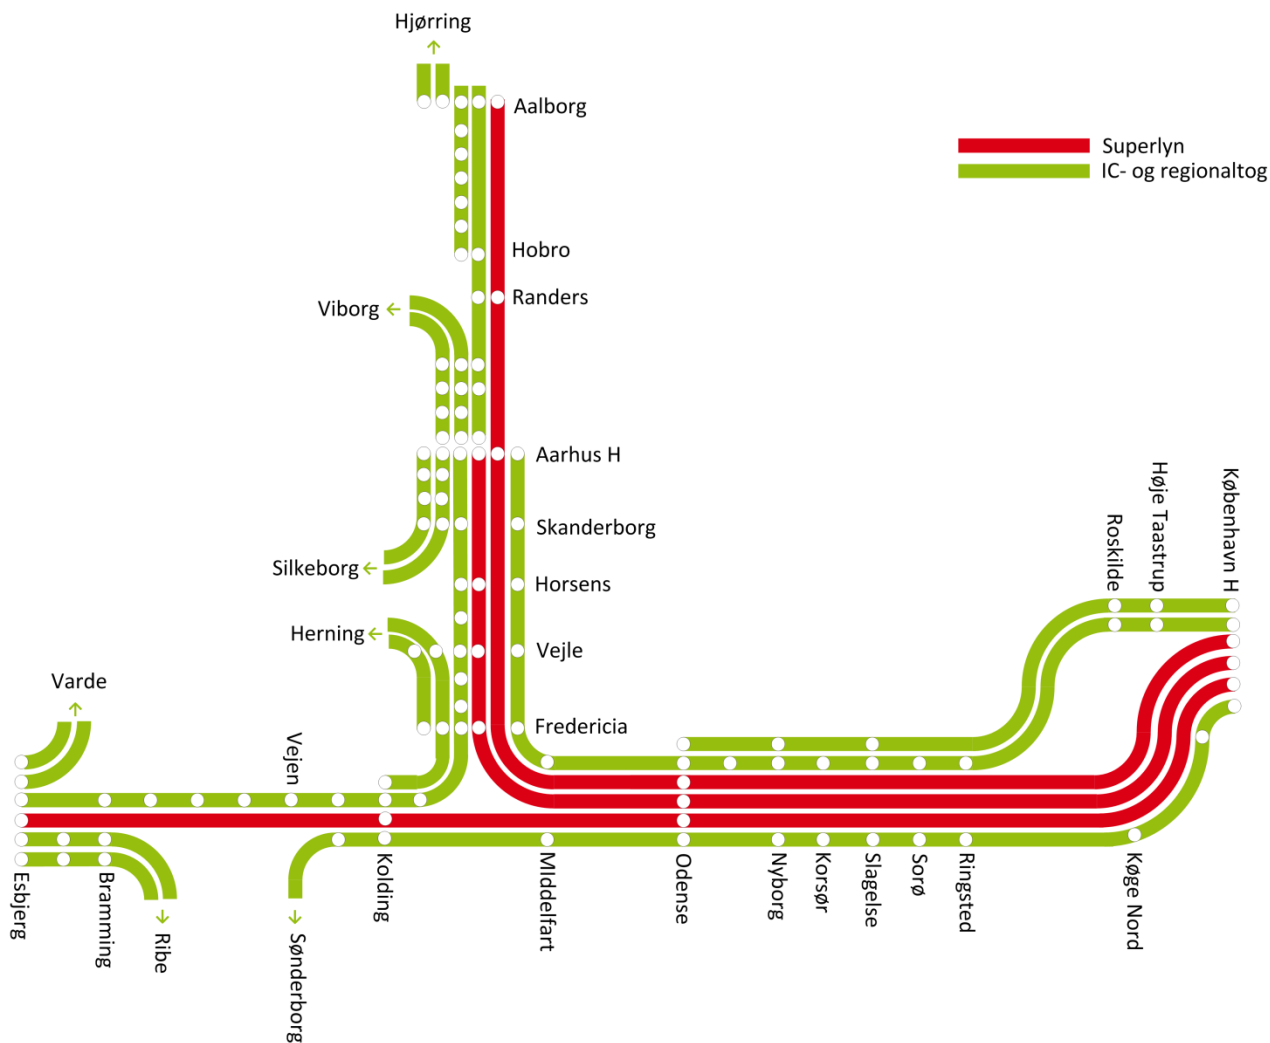 Hjørring
Aalborg
Superlyn
IC- og regionaltog
Hobro
Randers
Viborg
Aarhus H
Skanderborg
Silkeborg
Horsens
Herning
Vejle
Fredericia
Varde
Vejen
Roskilde
Høje Taastrup
København H
Esbjerg
Bramming
Ribe
Sønderborg
Kolding
MIddelfart
Odense
Nyborg
Korsør
Slagelse
Sorø
Ringsted
Køge Nord